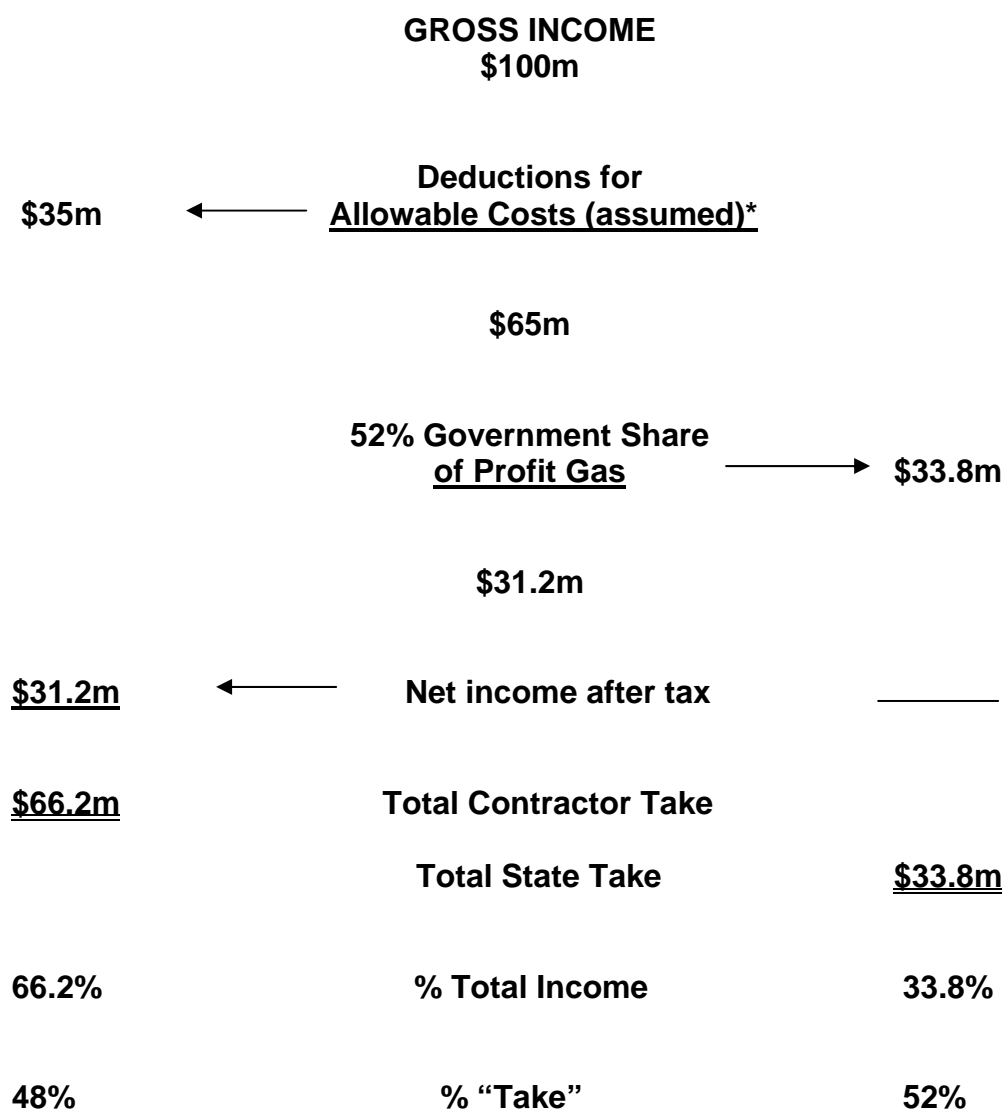 GROSS INCOME
$100m
Deductions for
$35m Allowable Costs (assumed)*
$65m
52% Government Share
of Profit Gas $33.8m
$31.2m
$31.2m Net income after tax
$66.2m Total Contractor Take
Total State Take $33.8m
66.2% % Total Income 33.8%
48% % “Take” 52%